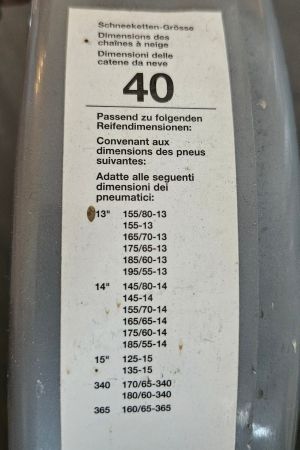 Schneeketten-Grösse
Dimensions des
chaînes à neige
Dimensioni delle
catene da neve
40
Passend zu folgenden
Reifendimensionen:
Convenant aux
dimensions des pneus
suivantes:
Adatte alle seguenti
dimensioni dei
pneumatici:
13" 155/80-13
155-13
165/70-13
175/65-13
185/60-13
195/55-13
14" 145/80-14
145-14
155/70-14
165/65-14
175/60-14
185/55-14
15" 125-15
135-15
340 170/65-340
180/60-340
365 160/65-365